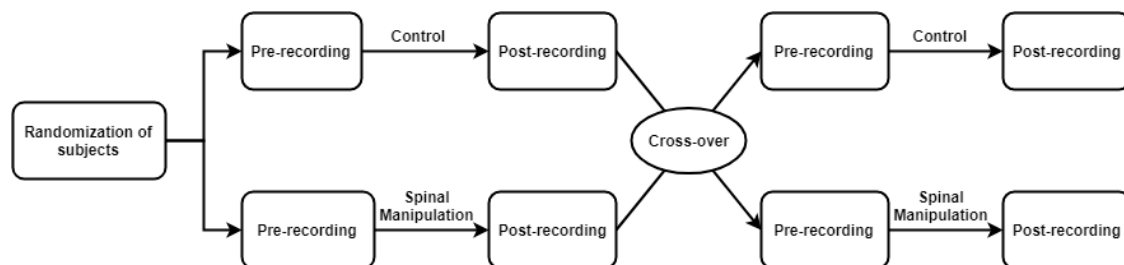 Pre-recording
Control
Post-recording
Pre-recording
Control
Post-recording
Randomization of
subjects
Cross-over
Pre-recording
Spinal
Manipulation
Post-recording
Pre-recording
Spinal
Manipulation
Post-recording